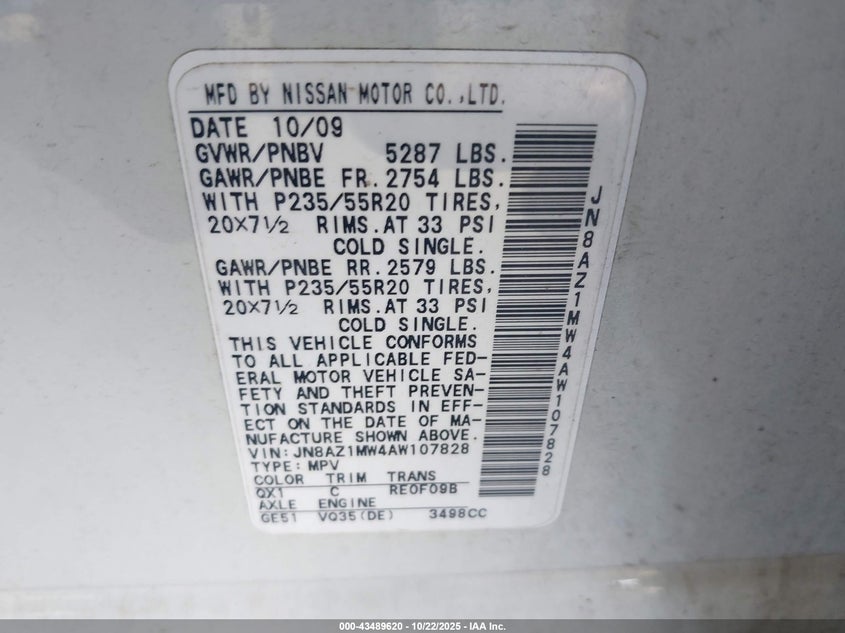 MFD BY NISSAN MOTOR CO.,LTD.
DATE 10/09
GVWR/PNBV 5287 LBS.
GAWR/PNBE FR. 2754 LBS.
WITH P235/55R20 TIRES,
20×7½ RIMS.AT 33 PSI
COLD SINGLE.
GAWR/PNBE RR. 2579 LBS.
WITH P235/55R20 TIRES,
20×7½ RIMS.AT 33 PSI
COLD SINGLE.
THIS VEHICLE CONFORMS
TO ALL APPLICABLE FED-
ERAL MOTOR VEHICLE SA-
FETY AND THEFT PREVEN-
TION STANDARDS IN EFF-
ECT ON THE DATE OF MA-
NUFACTURE SHOWN ABOVE.
VIN: JN8AZ1MW4AW107828
TYPE: MPV
COLOR TRIM TRANS
QX1 C RE0F09B
AXLE ENGINE
GE51 VQ35(DE) 3498CC
JN8AZ1MW4AW107828
000-43489620 - 10/22/2025 - IAA Inc.